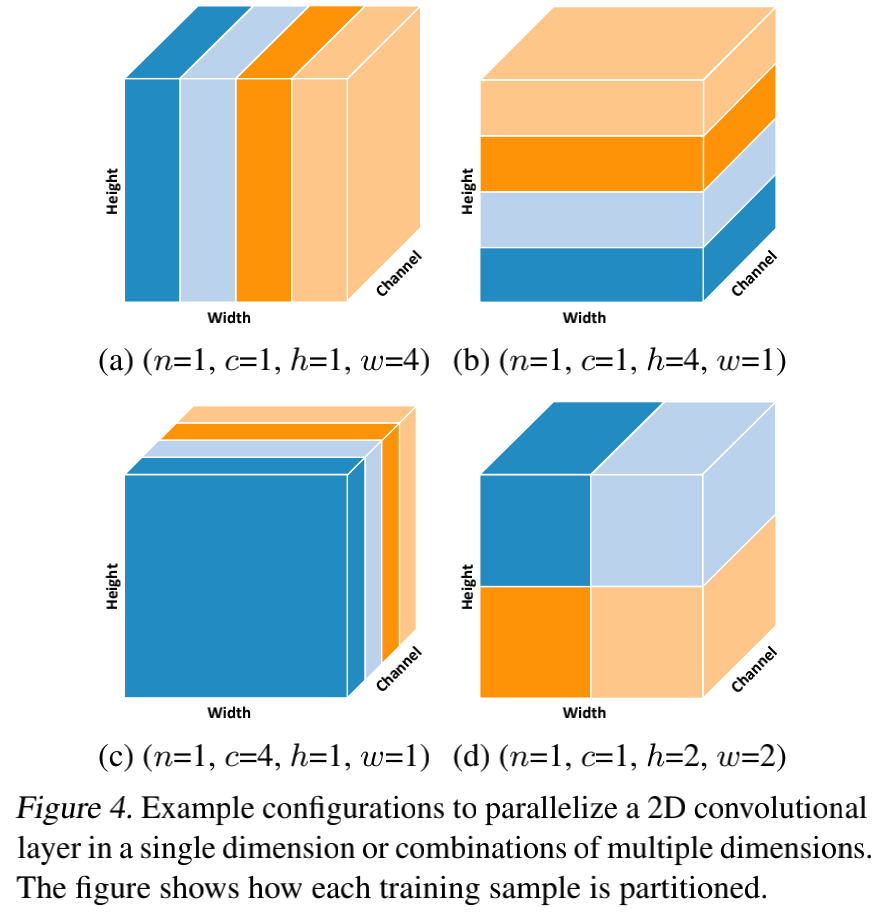 Height
Channel
Width
(a) (n=1, c=1, h=1, w=4)
Height
Channel
Width
(b) (n=1, c=1, h=4, w=1)
Height
Channel
Width
(c) (n=1, c=4, h=1, w=1)
Height
Channel
Width
(d) (n=1, c=1, h=2, w=2)
Figure 4. Example configurations to parallelize a 2D convolutional
layer in a single dimension or combinations of multiple dimensions.
The figure shows how each training sample is partitioned.